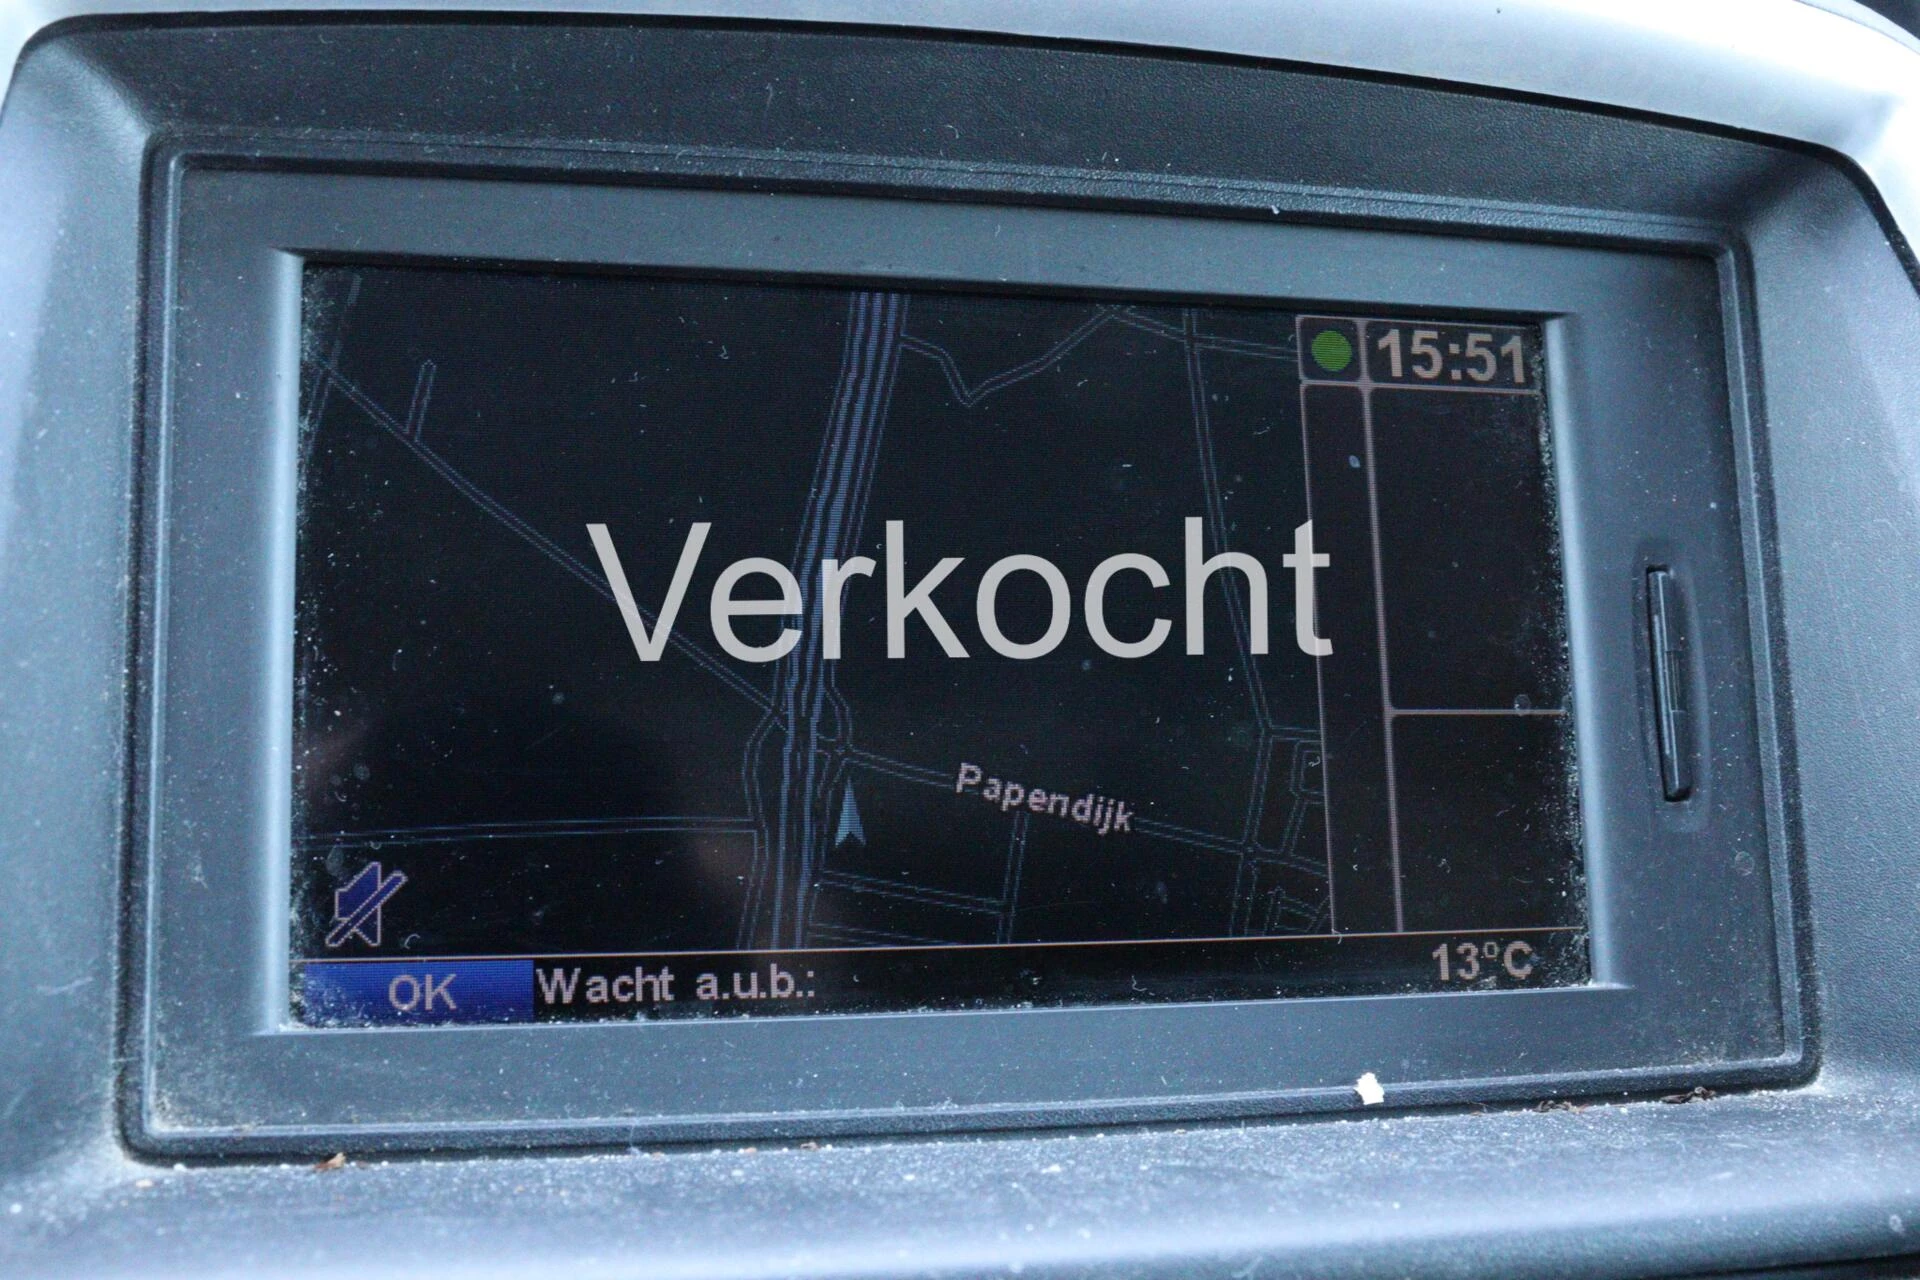 15:51
Verkocht
Papendijk
OK Wacht a.u.b.: 13°C